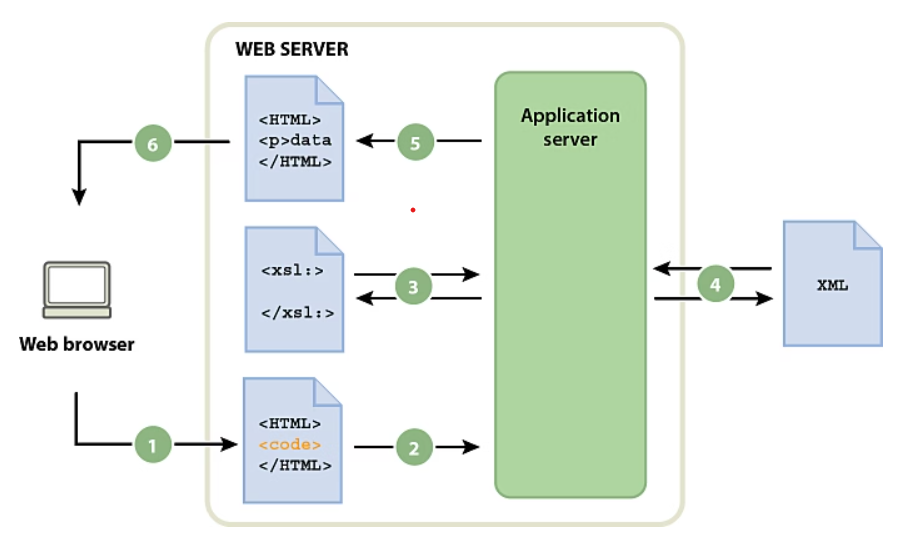 WEB SERVER
<HTML>
<p>data
</HTML>
5
6
Application
server
<xsl:>
</xsl:>
3
4
XML
Web browser
1
<HTML>
<code>
</HTML>
2